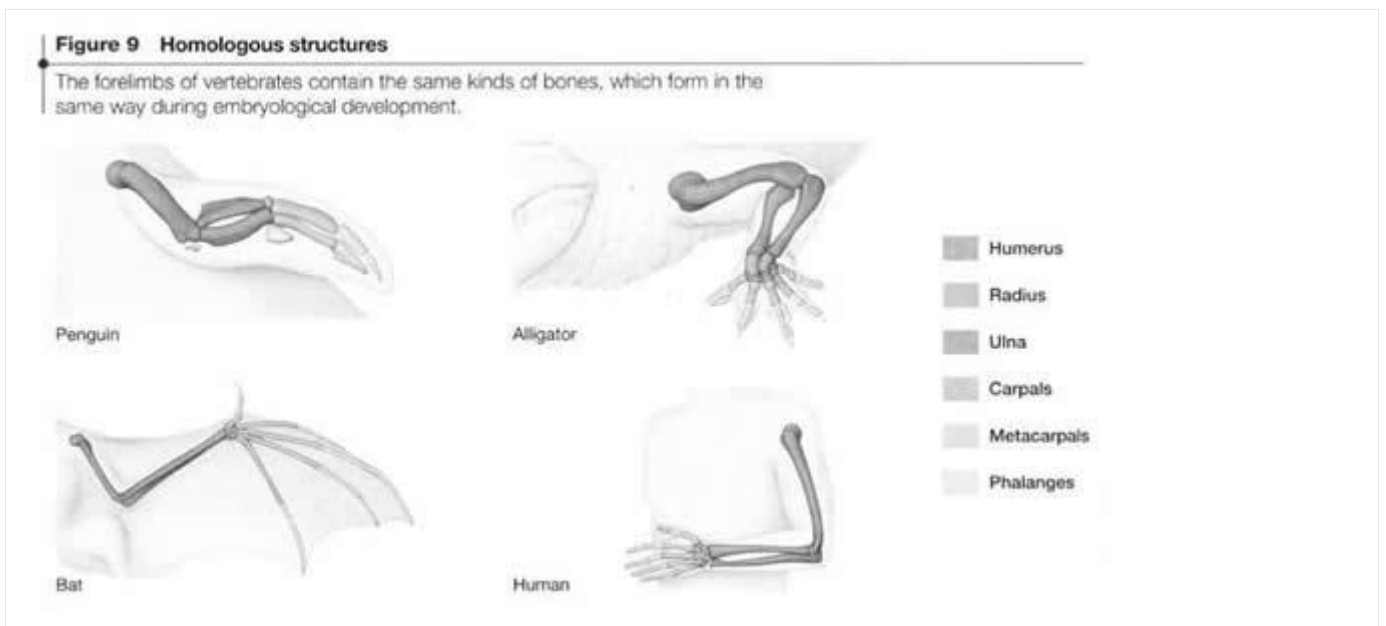 Figure 9 Homologous structures
The forelimbs of vertebrates contain the same kinds of bones, which form in the
same way during embryological development.
Penguin
Alligator
Humerus
Radius
Ulna
Carpals
Metacarpals
Phalanges
Bat
Human